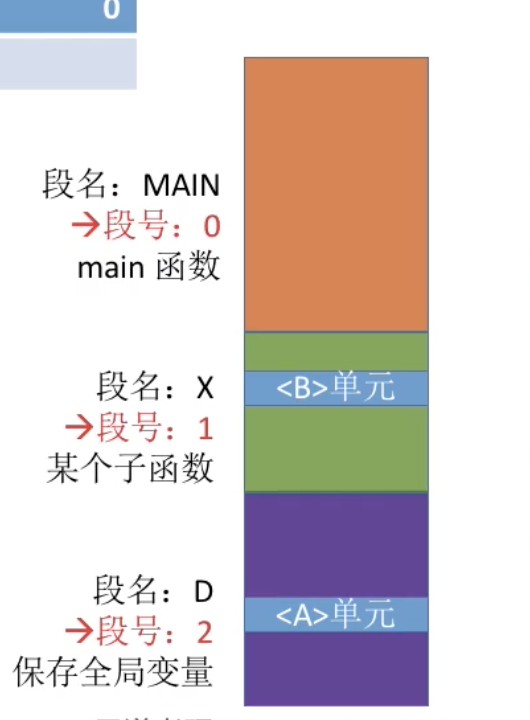 0
段名：MAIN
→段号：0
main 函数
段名：X
→段号：1
某个子函数
<B>单元
段名：D
→段号：2
保存全局变量
<A>单元